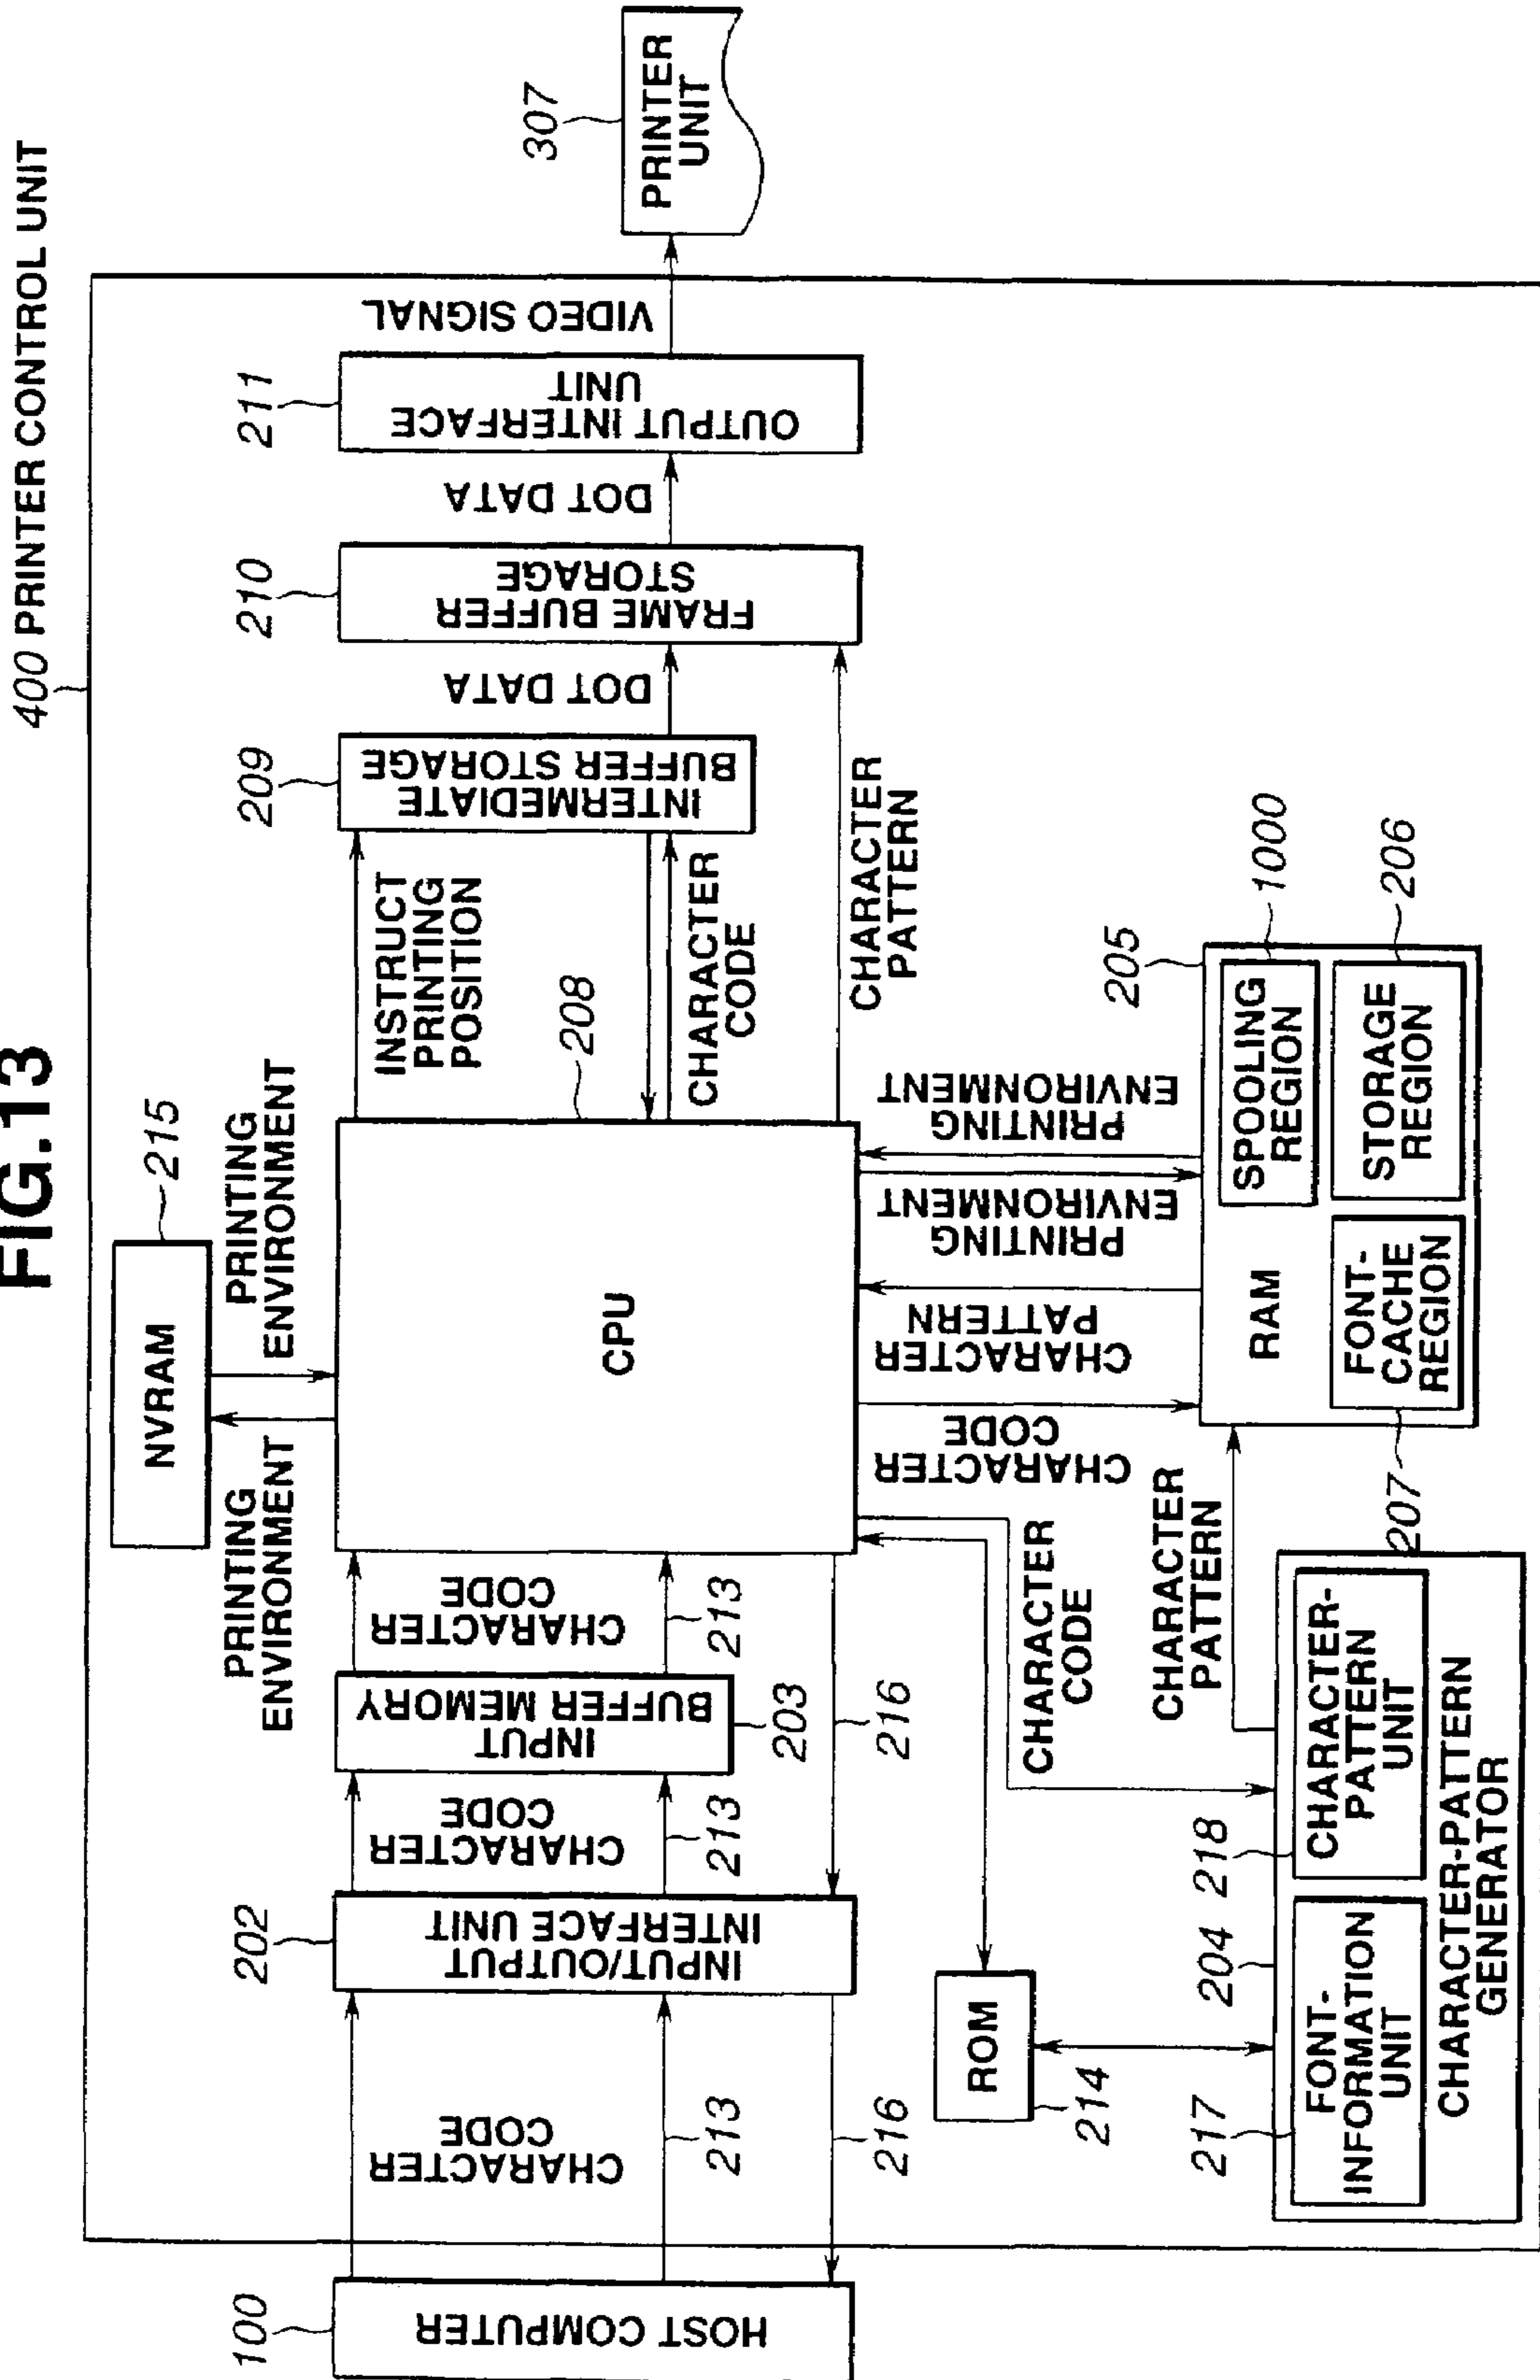 FIG.13
400 PRINTER CONTROL UNIT
NVRAM
215
PRINTING
ENVIRONMENT
PRINTING
ENVIRONMENT
100
HOST COMPUTER
CHARACTER
CODE
213
216
202
INPUT/OUTPUT
INTERFACE UNIT
CHARACTER
CODE
213
216
INPUT
BUFFER MEMORY
203
CHARACTER
CODE
213
CPU
208
INSTRUCT
PRINTING
POSITION
CHARACTER
CODE
209
INTERMEDIATE
BUFFER STORAGE
DOT DATA
210
FRAME BUFFER
STORAGE
DOT DATA
211
OUTPUT INTERFACE
UNIT
VIDEO SIGNAL
307
PRINTER
UNIT
CHARACTER
PATTERN
ROM
214
CHARACTER
CODE
CHARACTER
PATTERN
CHARACTER
CODE
CHARACTER
PATTERN
PRINTING
ENVIRONMENT
PRINTING
ENVIRONMENT
205
RAM
SPOOLING
REGION
1000
FONT-
CACHE
REGION
207
STORAGE
REGION
206
217
204
218
FONT-
INFORMATION
UNIT
CHARACTER-
PATTERN
UNIT
CHARACTER-PATTERN
GENERATOR